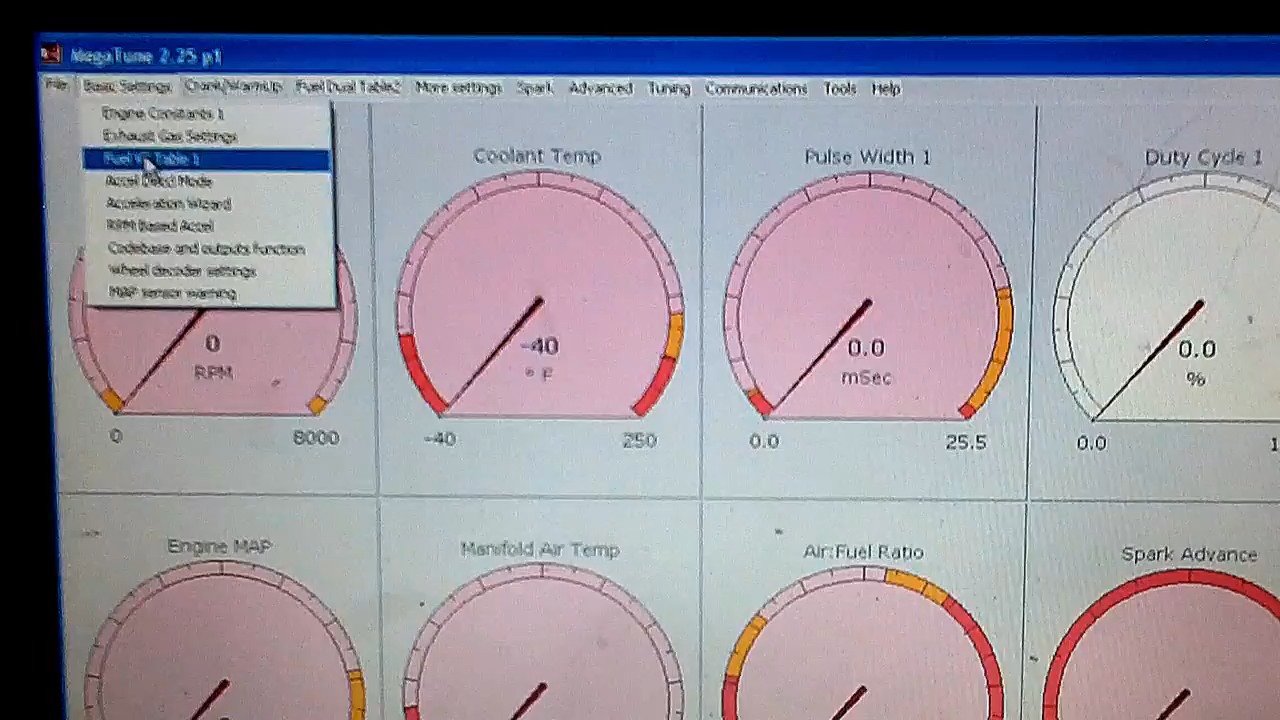 MegaTune 2.25 p1
File Basic Settings Crank/WarmUp Fuel Dual Table2 More settings Spark Advanced Tuning Communications Tools Help
Engine Constants 1
Exhaust Gas Settings
Fuel VE Table 1
Accel Decel Mode
Acceleration Wizard
RPM Based Accel
Codebase and outputs function
Wheel decoder settings
MAP sensor warning
0
RPM
0 8000
Coolant Temp
-40
° F
-40 250
Pulse Width 1
0.0
mSec
0.0 25.5
Duty Cycle 1
0.0
%
0.0 1
Engine MAP
Manifold Air Temp
Air:Fuel Ratio
Spark Advance